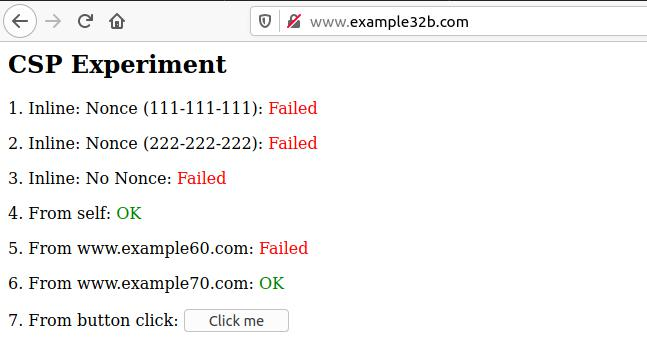 www.example32b.com
CSP Experiment
1. Inline: Nonce (111-111-111): Failed
2. Inline: Nonce (222-222-222): Failed
3. Inline: No Nonce: Failed
4. From self: OK
5. From www.example60.com: Failed
6. From www.example70.com: OK
7. From button click: Click me